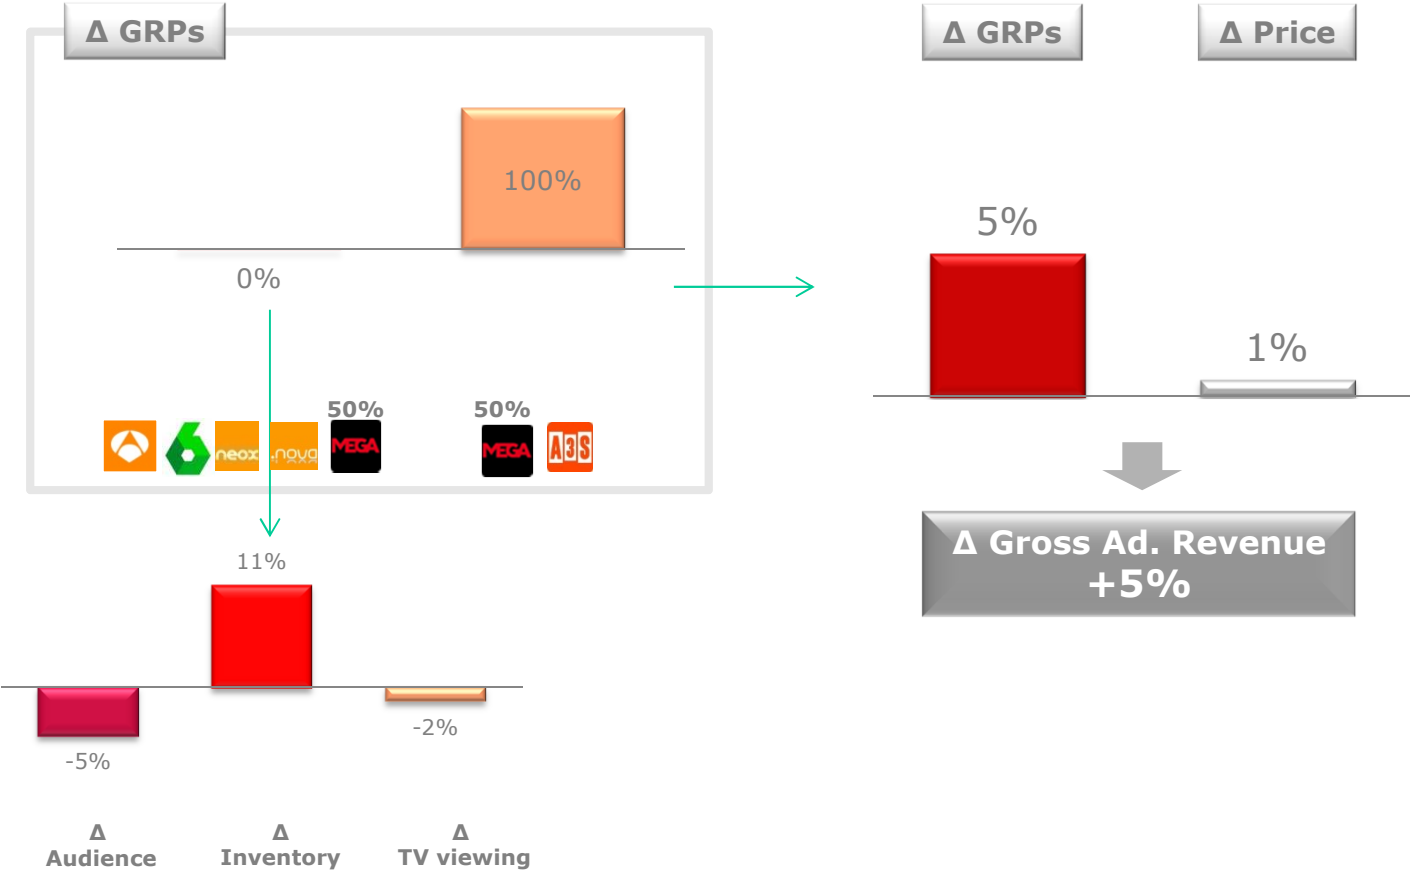 Δ GRPs
100%
0%
50%
50%
neox
.nova
MEGA
MEGA
A3S
11%
-5%
-2%
Δ
Audience
Δ
Inventory
Δ
TV viewing
Δ GRPs
Δ Price
5%
1%
Δ Gross Ad. Revenue
+5%